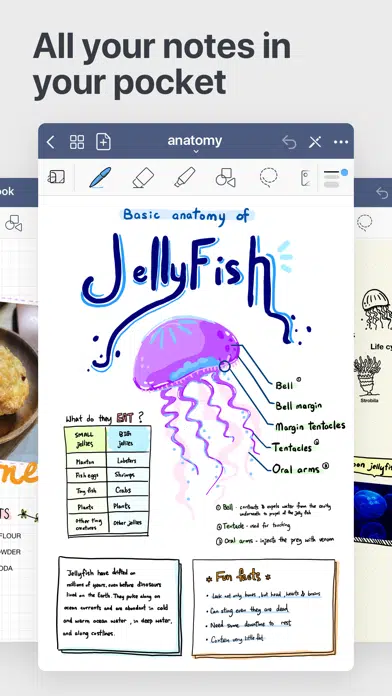 All your notes in
your pocket
anatomy
ook
Basic anatomy of
JellyFish
Bell ①
Bell margin
Margin tentacles
Tentacles ②
Oral arms ③
What do they EAT ?
SMALL jellies
BIG jellies
Plankton
Lobsters
Fish eggs
Shrimps
Tiny fish
Crabs
Plants
Plants
Other tiny creatures
Other jellies
① Bell - contracts & expels water from the cavity
underneath to propel the jelly fish
② Tentacle - used for touching
③ Oral arms - injects the prey with venom
Jellyfish have drifted on
millions of years, even before dinosaurs
lived on the Earth. They pulse along on
ocean currents and are abundant in cold
and warm ocean water , in deep water,
and along costlines.
* Fun facts *
• Lack not only bones, but head, hearts & brains
• Can sting even they are dead
• Need some downtime to rest
• Contain very little fat
TS
FLOUR
OWDER
ODA
Life cy
Strobila
oon jellyfis